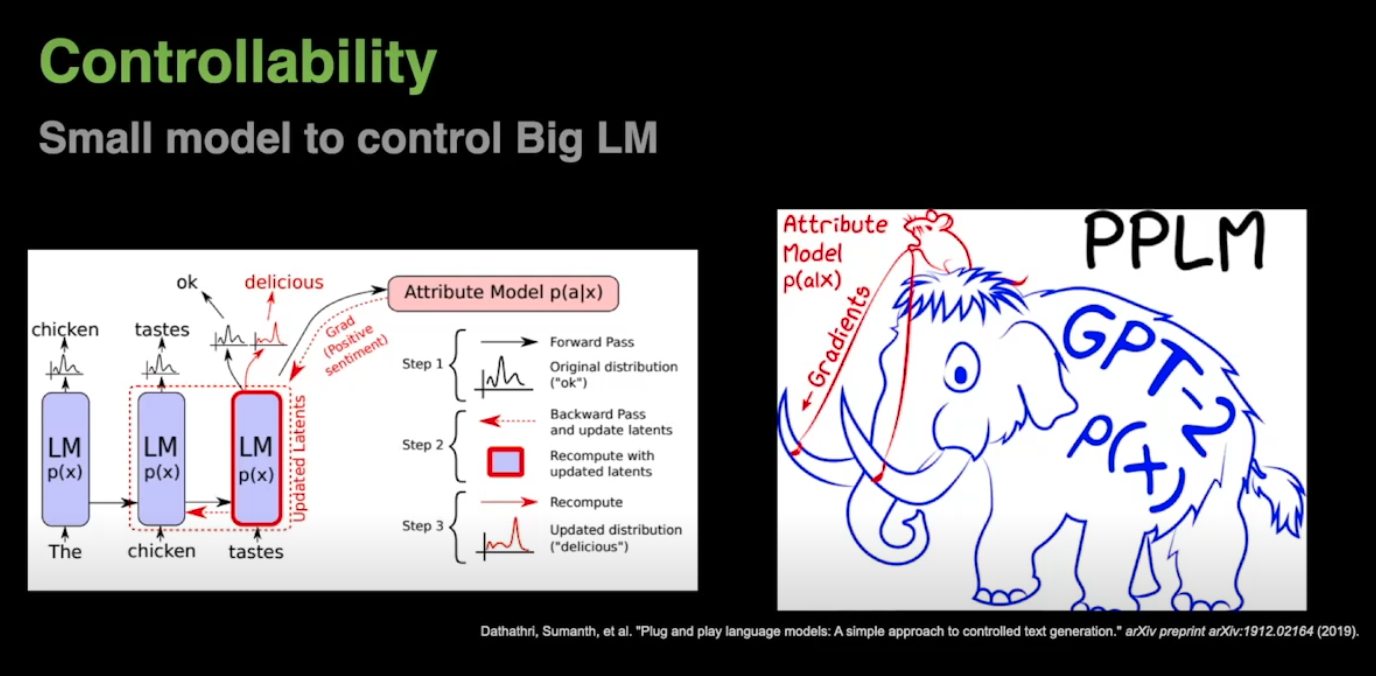 Controllability
Small model to control Big LM
ok
delicious
Attribute Model p(a|x)
chicken
tastes
Grad
(Positive
sentiment)
LM
p(x)
LM
p(x)
LM
p(x)
Updated Latents
The
chicken
tastes
Step 1
Forward Pass
Original distribution
("ok")
Step 2
Backward Pass
and update latents
Recompute with
updated latents
Step 3
Recompute
Updated distribution
("delicious")
Attribute
Model
p(a|x)
PPLM
Gradients
GPT-2
p(x)
Dathathri, Sumanth, et al. "Plug and play language models: A simple approach to controlled text generation." arXiv preprint arXiv:1912.02164 (2019).